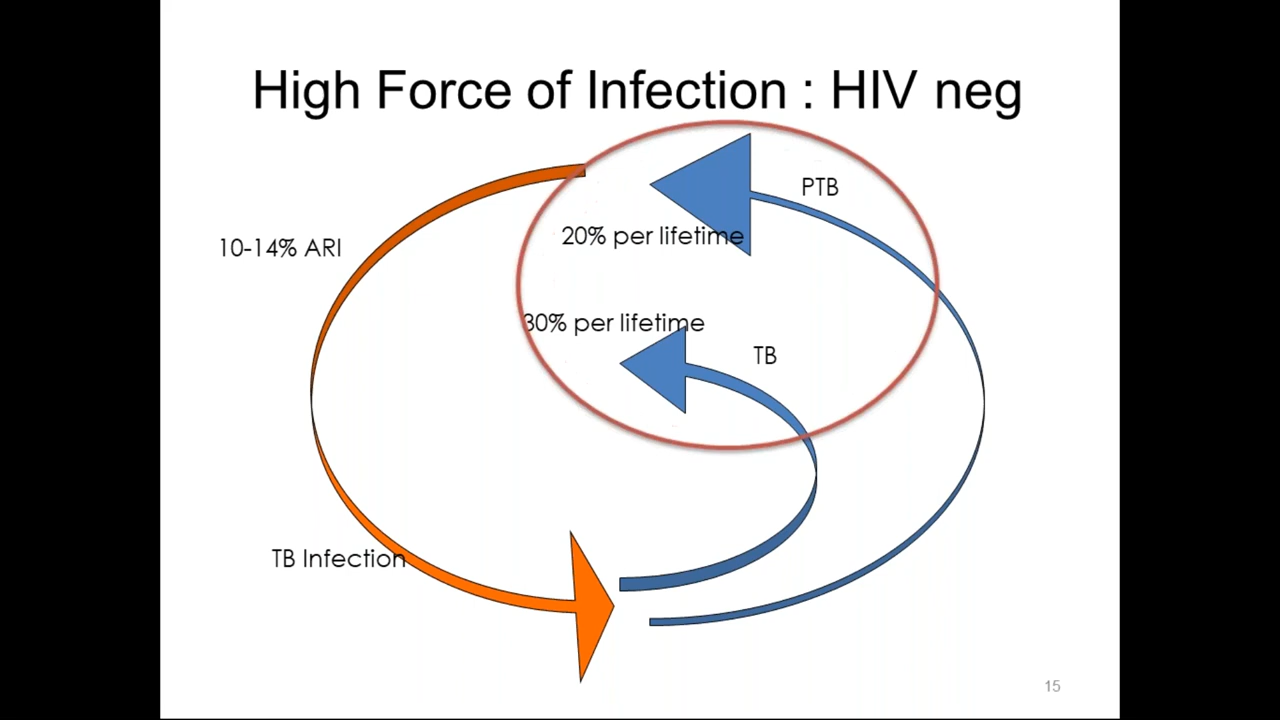 High Force of Infection : HIV neg
PTB
20% per lifetime
10-14% ARI
30% per lifetime
TB
TB Infection
15